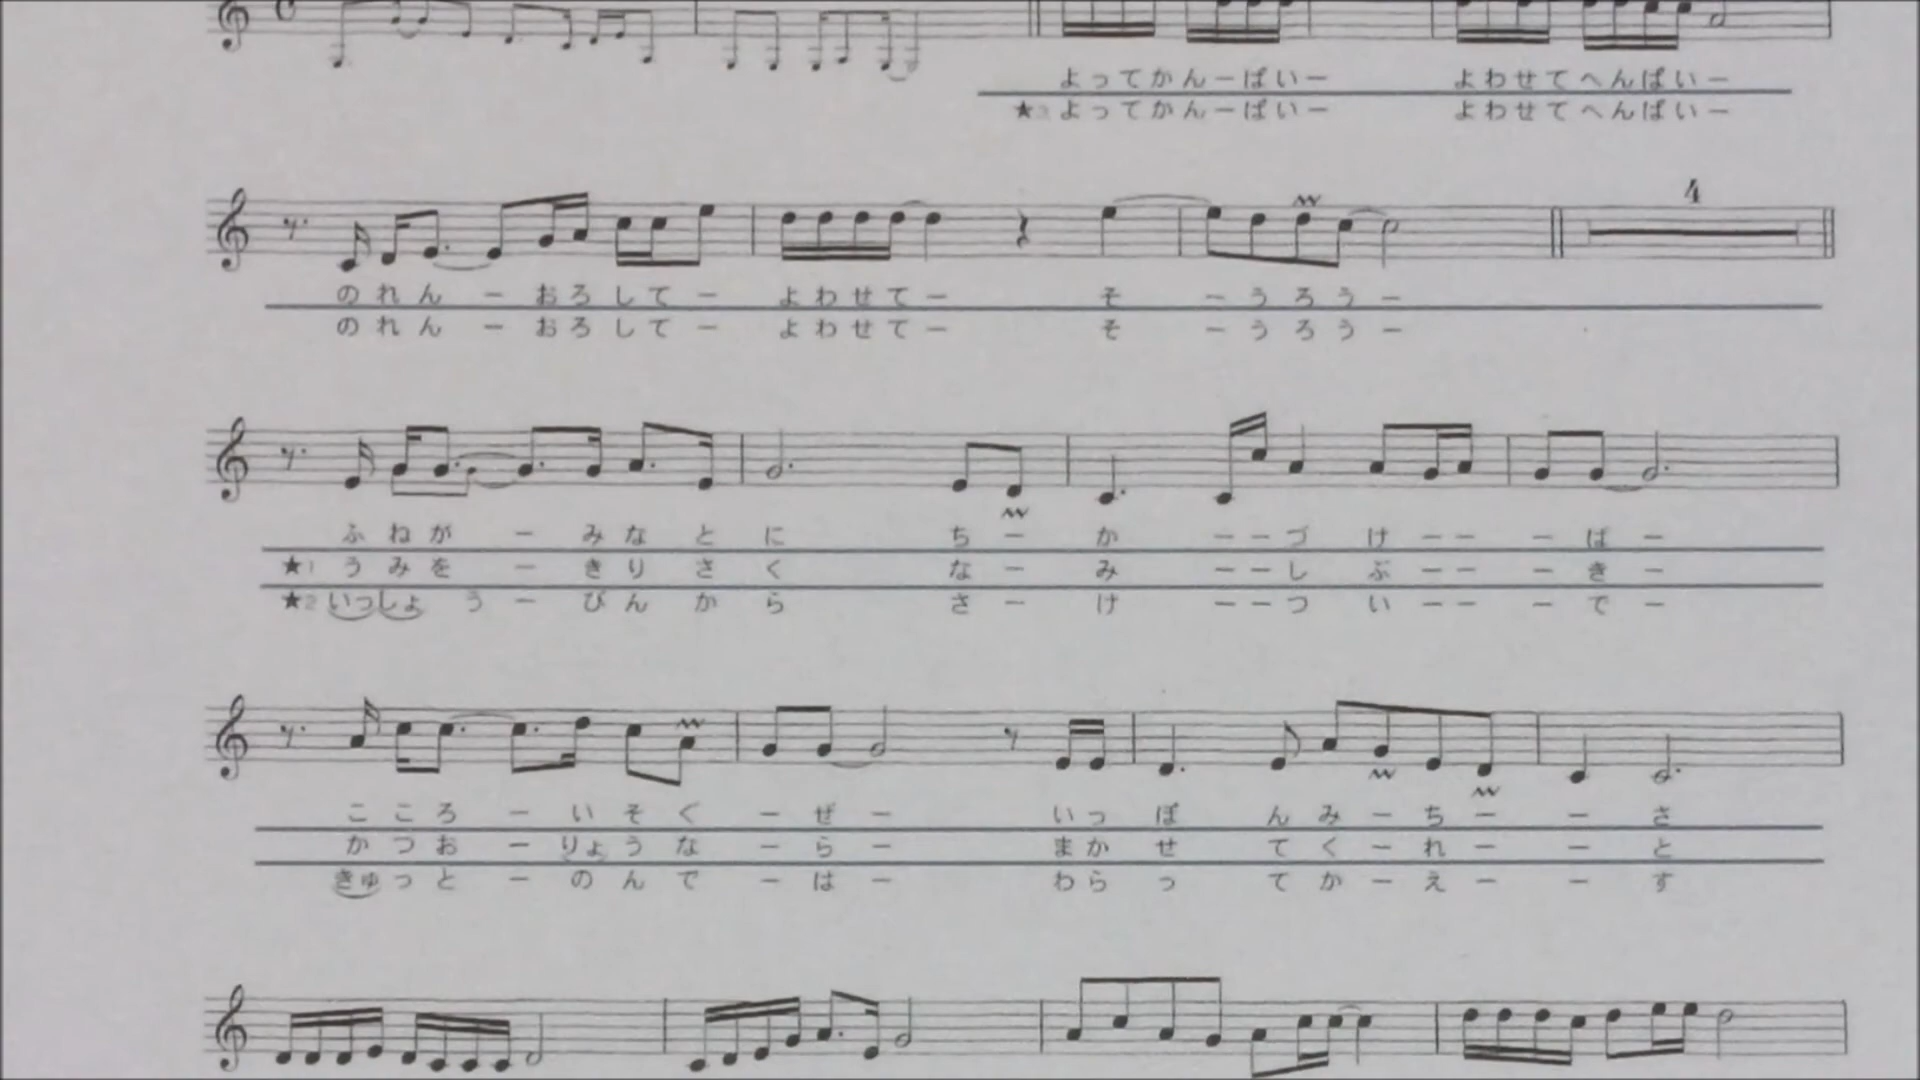 よってかんーぱいー よわせてへんぱいー
★3 よってかんーぱいー よわせてへんぱいー
4
のれんーおろしてー よわせてー そーうろうー
のれんーおろしてー よわせてー そーうろうー
ふねがーみなとに ちーかーーづけーーーばー
★1 うみをーきりさく なーみーーしぶーーーきー
★2 いっしょうーびんから さーけーーついーーーでー
こころーいそくーぜー いっぽんみーちーーさ
かつおーりょうなーらー まかせてくーれーーと
きゅっとーのんでーはー わらってかーえーーす